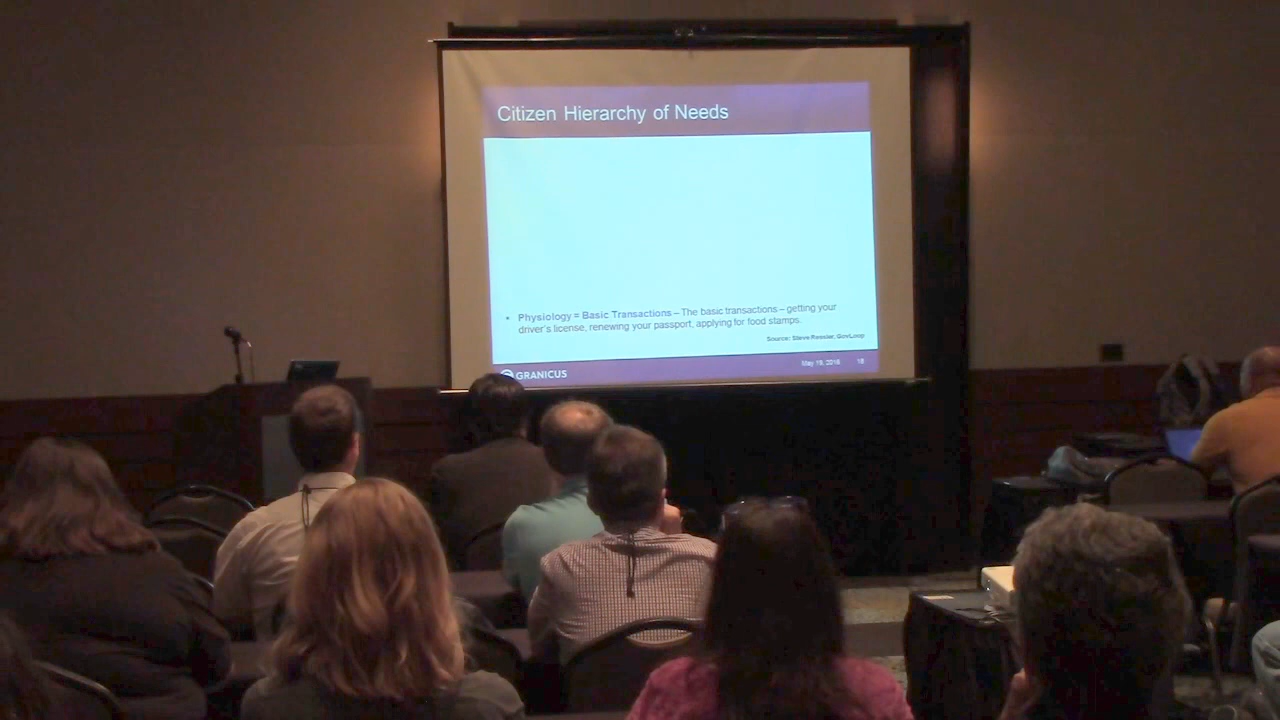 Citizen Hierarchy of Needs
• Physiology = Basic Transactions – The basic transactions – getting your
driver's license, renewing your passport, applying for food stamps.
Source: Steve Ressler, GovLoop
May 19, 2016 18
GRANICUS